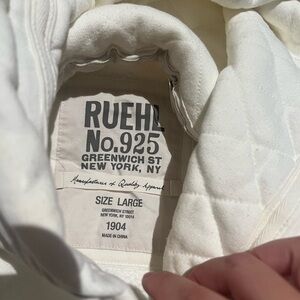 RUEHL
No.925
GREENWICH ST
NEW YORK, NY
Manufacturers of Quality Apparel
SIZE LARGE
GREENWICH STREET
NEW YORK, NY 10014
1904
MADE IN CHINA